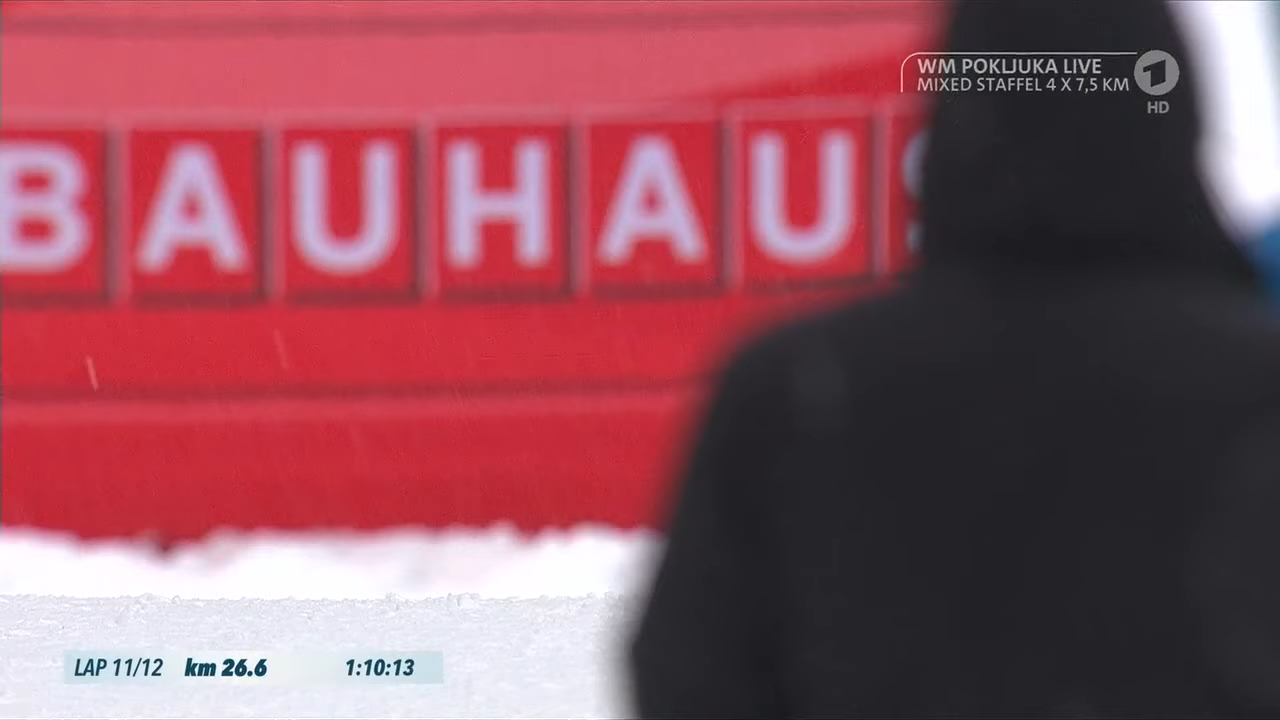 WM POKLJUKA LIVE
MIXED STAFFEL 4 X 7,5 KM
1
HD
BAUHAUS
LAP 11/12 km 26.6 1:10:13